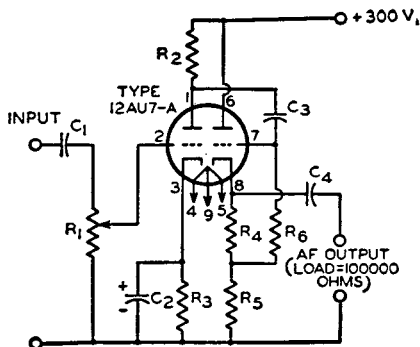 +300 V.
R2
TYPE
12AU7-A
1
6
C3
INPUT
C1
2
7
C4
3
4
9
5
8
R1
R4
R6
AF OUTPUT
(LOAD=100000
OHMS)
+
-
C2
R3
R5